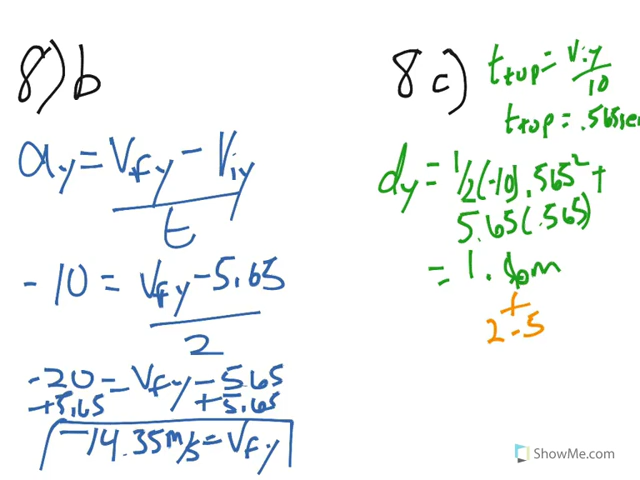 8) b
ay = Vfy - Viy
t
-10 = Vfy - 5.65
2
-20 = Vfy - 5.65
+5.65 +5.65
-14.35 m/s = Vfy
8 c) ttop = Viy
10
ttop = .565 sec
dy = 1/2(-10).565² +
5.65(.565)
= 1. m
+
2.5
ShowMe.com